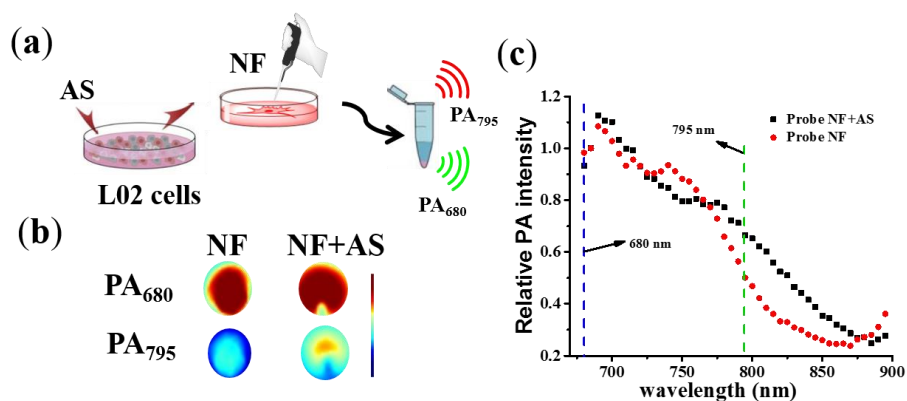 (a)
AS
NF
L02 cells
PA795
PA680
(b)
NF NF+AS
PA680
PA795
(c)
Relative PA intensity
1.2
1.0
0.8
0.6
0.4
0.2
795 nm
Probe NF+AS
Probe NF
680 nm
700 750 800 850 900
wavelength (nm)